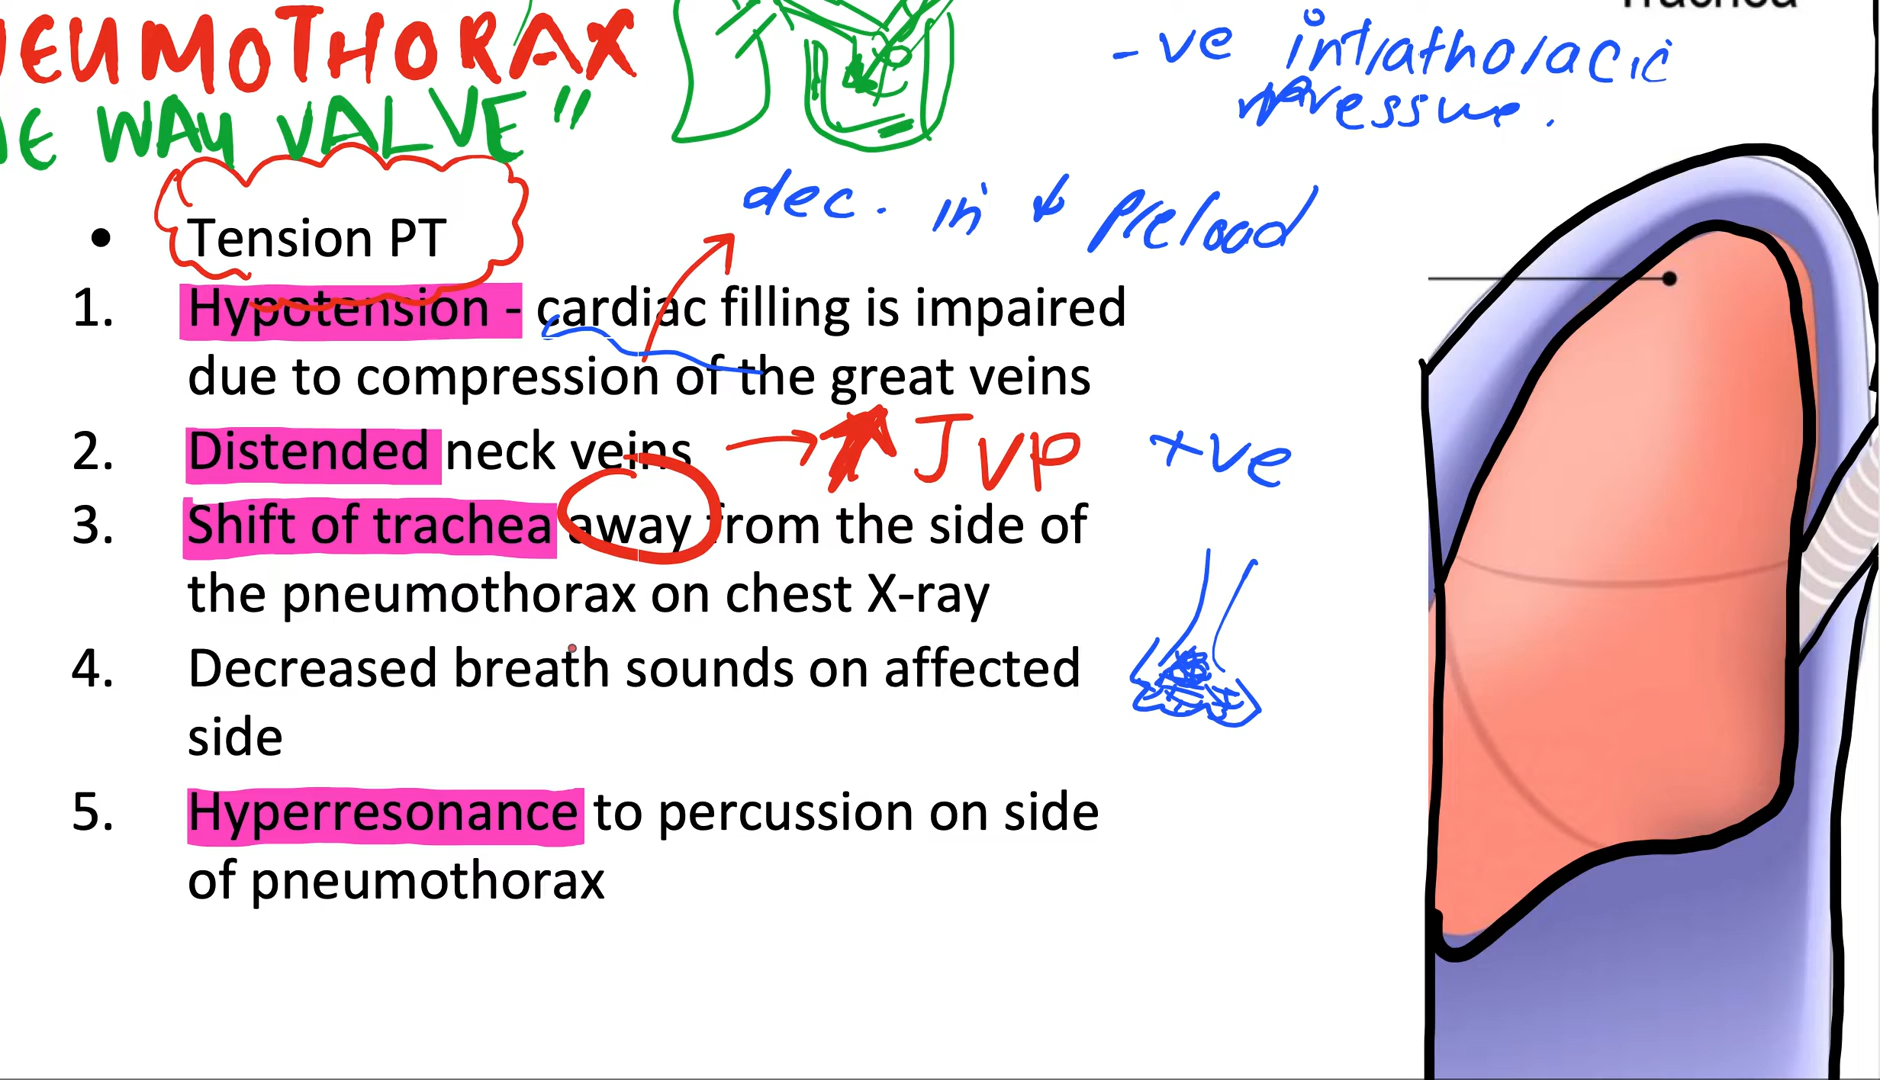 NEUMOTHORAX
NE WAY VALVE"
- ve intrathoracic
pressure.
dec. in ↓ preload
• Tension PT
1. Hypotension - cardiac filling is impaired
due to compression of the great veins
2. Distended neck veins → ↑ JVP +ve
3. Shift of trachea away from the side of
the pneumothorax on chest X-ray
4. Decreased breath sounds on affected
side
5. Hyperresonance to percussion on side
of pneumothorax